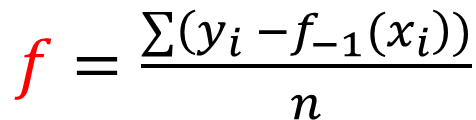 f = ∑(yᵢ − f₋₁(xᵢ)) / n